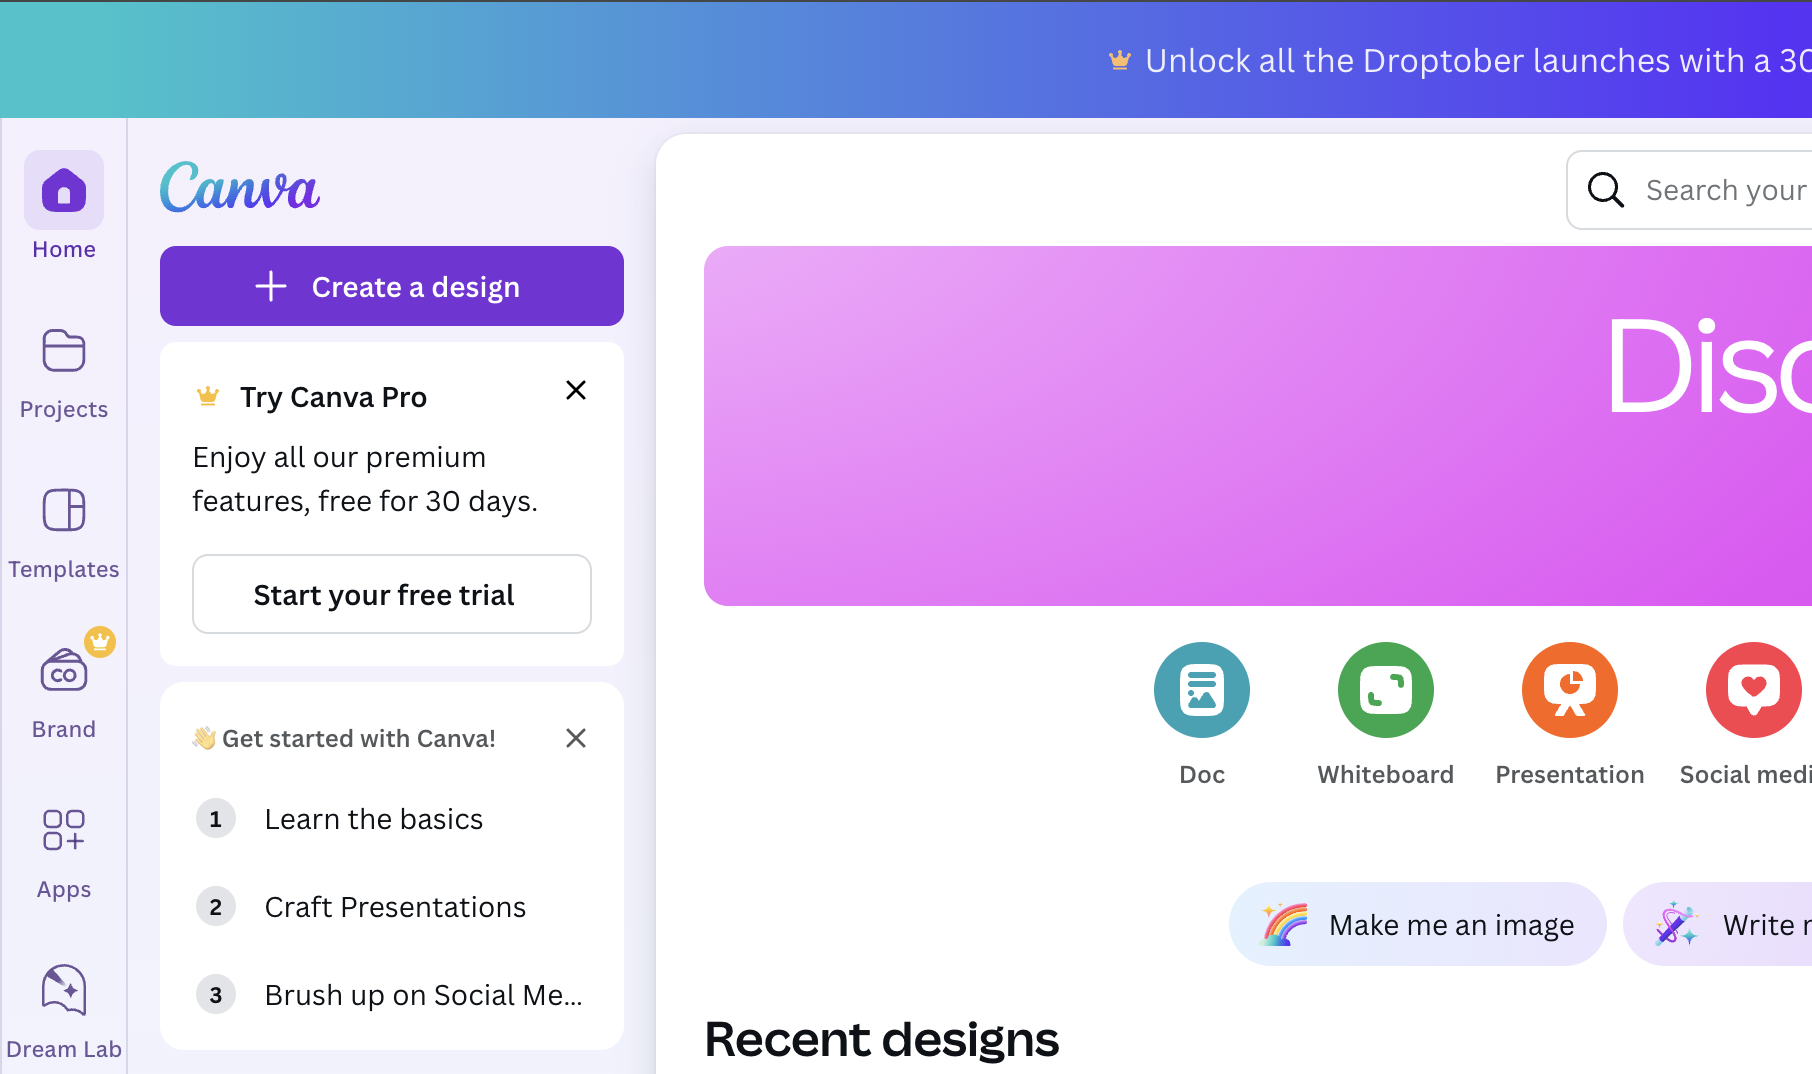 Unlock all the Droptober launches with a 30
Home
Projects
Templates
CO
Brand
Apps
Dream Lab
Canva
Create a design
Try Canva Pro
Enjoy all our premium
features, free for 30 days.
Start your free trial
Get started with Canva!
1 Learn the basics
2 Craft Presentations
3 Brush up on Social Me...
Search your
Disc
Doc
Whiteboard
Presentation
Social medi
Make me an image
Write
Recent designs